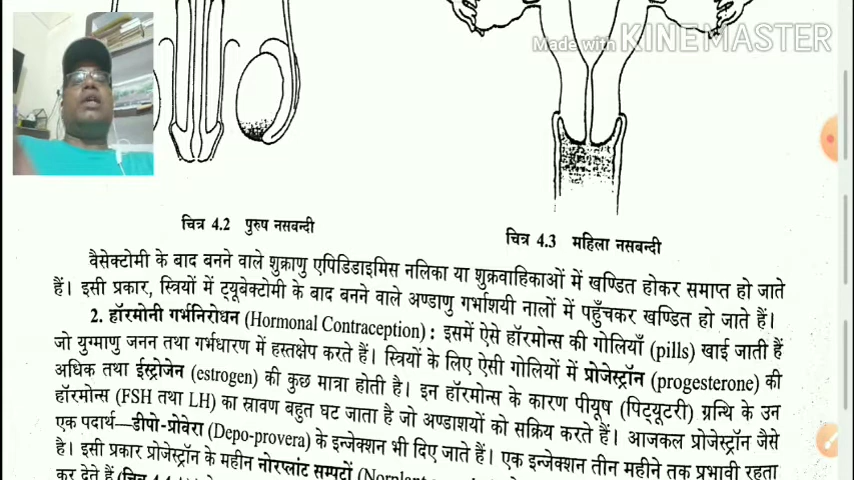 Made with KINEMASTER
चित्र 4.2 पुरुष नसबन्दी
चित्र 4.3 महिला नसबन्दी
वैसेक्टोमी के बाद बनने वाले शुक्राणु एपिडिडाइमिस नलिका या शुक्रवाहिकाओं में खण्डित होकर समाप्त हो जाते
हैं। इसी प्रकार, स्त्रियों में ट्यूबेक्टोमी के बाद बनने वाले अण्डाणु गर्भाशयी नालों में पहुँचकर खण्डित हो जाते हैं।
2. हॉरमोनी गर्भनिरोधन (Hormonal Contraception) : इसमें ऐसे हॉरमोन्स की गोलियाँ (pills) खाई जाती हैं
जो युग्माणु जनन तथा गर्भधारण में हस्तक्षेप करते हैं। स्त्रियों के लिए ऐसी गोलियों में प्रोजेस्ट्रॉन (progesterone) की
अधिक तथा ईस्ट्रोजेन (estrogen) की कुछ मात्रा होती है। इन हॉरमोन्स के कारण पीयूष (पिट्यूटरी) ग्रन्थि के उन
हॉरमोन्स (FSH तथा LH) का स्रावण बहुत घट जाता है जो अण्डाशयों को सक्रिय करते हैं। आजकल प्रोजेस्ट्रॉन जैसे
एक पदार्थ—डीपो-प्रोवेरा (Depo-provera) के इन्जेक्शन भी दिए जाते हैं। एक इन्जेक्शन तीन महीने तक प्रभावी रहता
है। इसी प्रकार प्रोजेस्ट्रॉन के महीन नोरप्लांट सम्पुटों (Norplant
कर देते हैं (चित्र 4.4